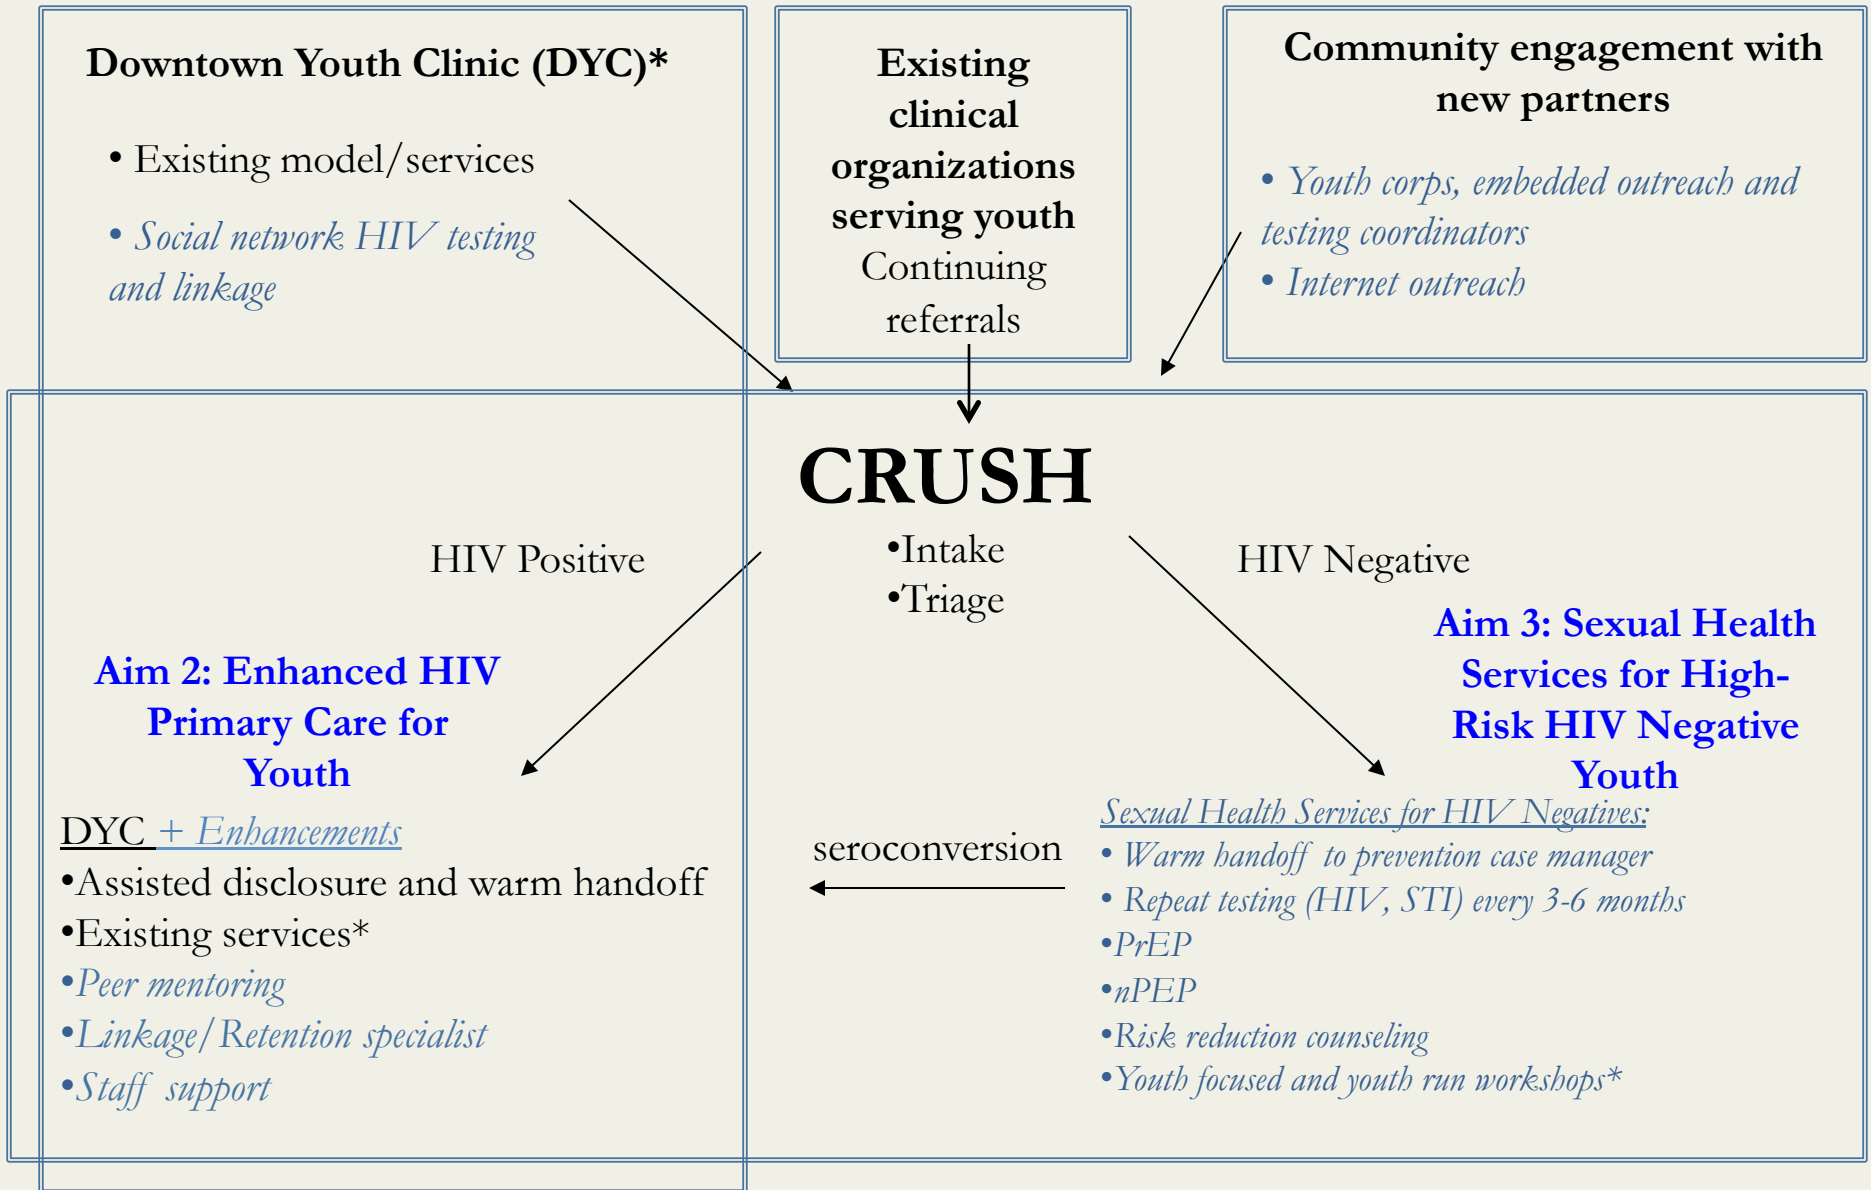 Downtown Youth Clinic (DYC)*
• Existing model/services
• Social network HIV testing
and linkage
Existing
clinical
organizations
serving youth
Continuing
referrals
Community engagement with
new partners
• Youth corps, embedded outreach and
testing coordinators
• Internet outreach
CRUSH
•Intake
•Triage
HIV Positive
HIV Negative
Aim 2: Enhanced HIV
Primary Care for
Youth
DYC + Enhancements
•Assisted disclosure and warm handoff
•Existing services*
•Peer mentoring
•Linkage/Retention specialist
•Staff support
seroconversion
Aim 3: Sexual Health
Services for High-
Risk HIV Negative
Youth
Sexual Health Services for HIV Negatives:
• Warm handoff to prevention case manager
• Repeat testing (HIV, STI) every 3-6 months
•PrEP
•nPEP
•Risk reduction counseling
•Youth focused and youth run workshops*